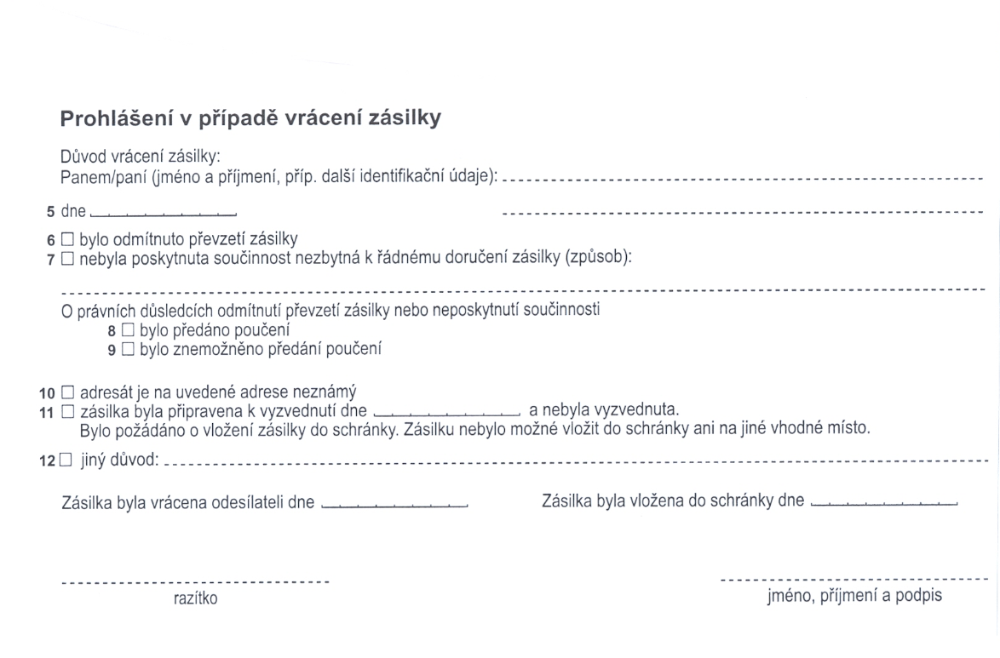 Prohlášení v případě vrácení zásilky
Důvod vrácení zásilky:
Panem/paní (jméno a příjmení, příp. další identifikační údaje):
5 dne
6 bylo odmítnuto převzetí zásilky
7 nebyla poskytnuta součinnost nezbytná k řádnému doručení zásilky (způsob):
O právních důsledcích odmítnutí převzetí zásilky nebo neposkytnutí součinnosti
8 bylo předáno poučení
9 bylo znemožněno předání poučení
10 adresát je na uvedené adrese neznámý
11 zásilka byla připravena k vyzvednutí dne a nebyla vyzvednuta.
Bylo požádáno o vložení zásilky do schránky. Zásilku nebylo možné vložit do schránky ani na jiné vhodné místo.
12 jiný důvod:
Zásilka byla vrácena odesílateli dne Zásilka byla vložena do schránky dne
razítko jméno, příjmení a podpis